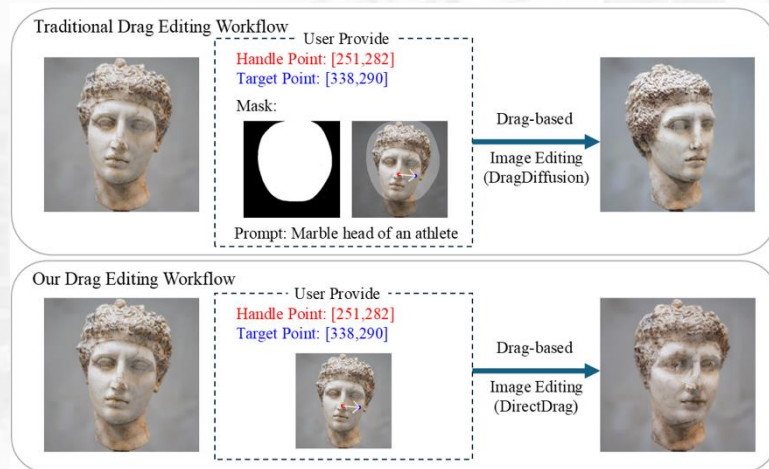 Traditional Drag Editing Workflow
User Provide
Handle Point: [251,282]
Target Point: [338,290]
Mask:
Prompt: Marble head of an athlete
Drag-based
Image Editing
(DragDiffusion)
Our Drag Editing Workflow
User Provide
Handle Point: [251,282]
Target Point: [338,290]
Drag-based
Image Editing
(DirectDrag)